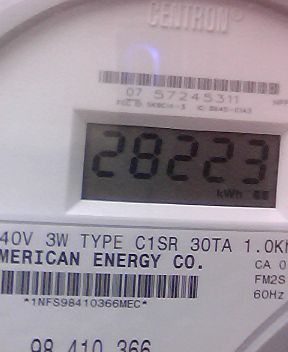 CENTRON®
07 57245311
28223
kWh
40V 3W TYPE C1SR 30TA 1.0K
MERICAN ENERGY CO.
CA 0
FM2S
60Hz
*1NFS98410366MEC*
98 410 366